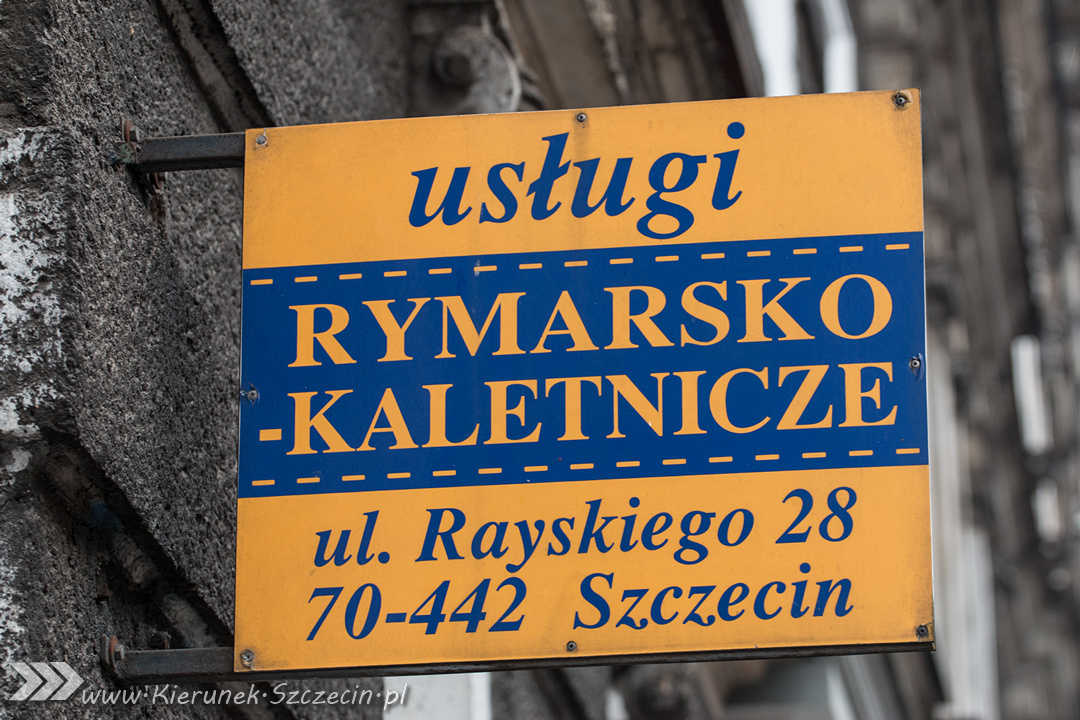 usługi
RYMARSKO
-KALETNICZE
ul. Rayskiego 28
70-442 Szczecin
www.Kierunek.Szczecin.pl